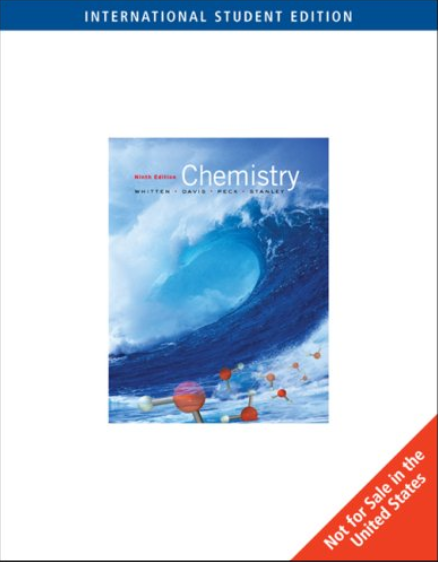 INTERNATIONAL STUDENT EDITION
Ninth Edition Chemistry
WHITTEN • DAVIS • PECK • STANLEY
Not for Sale in the
United States